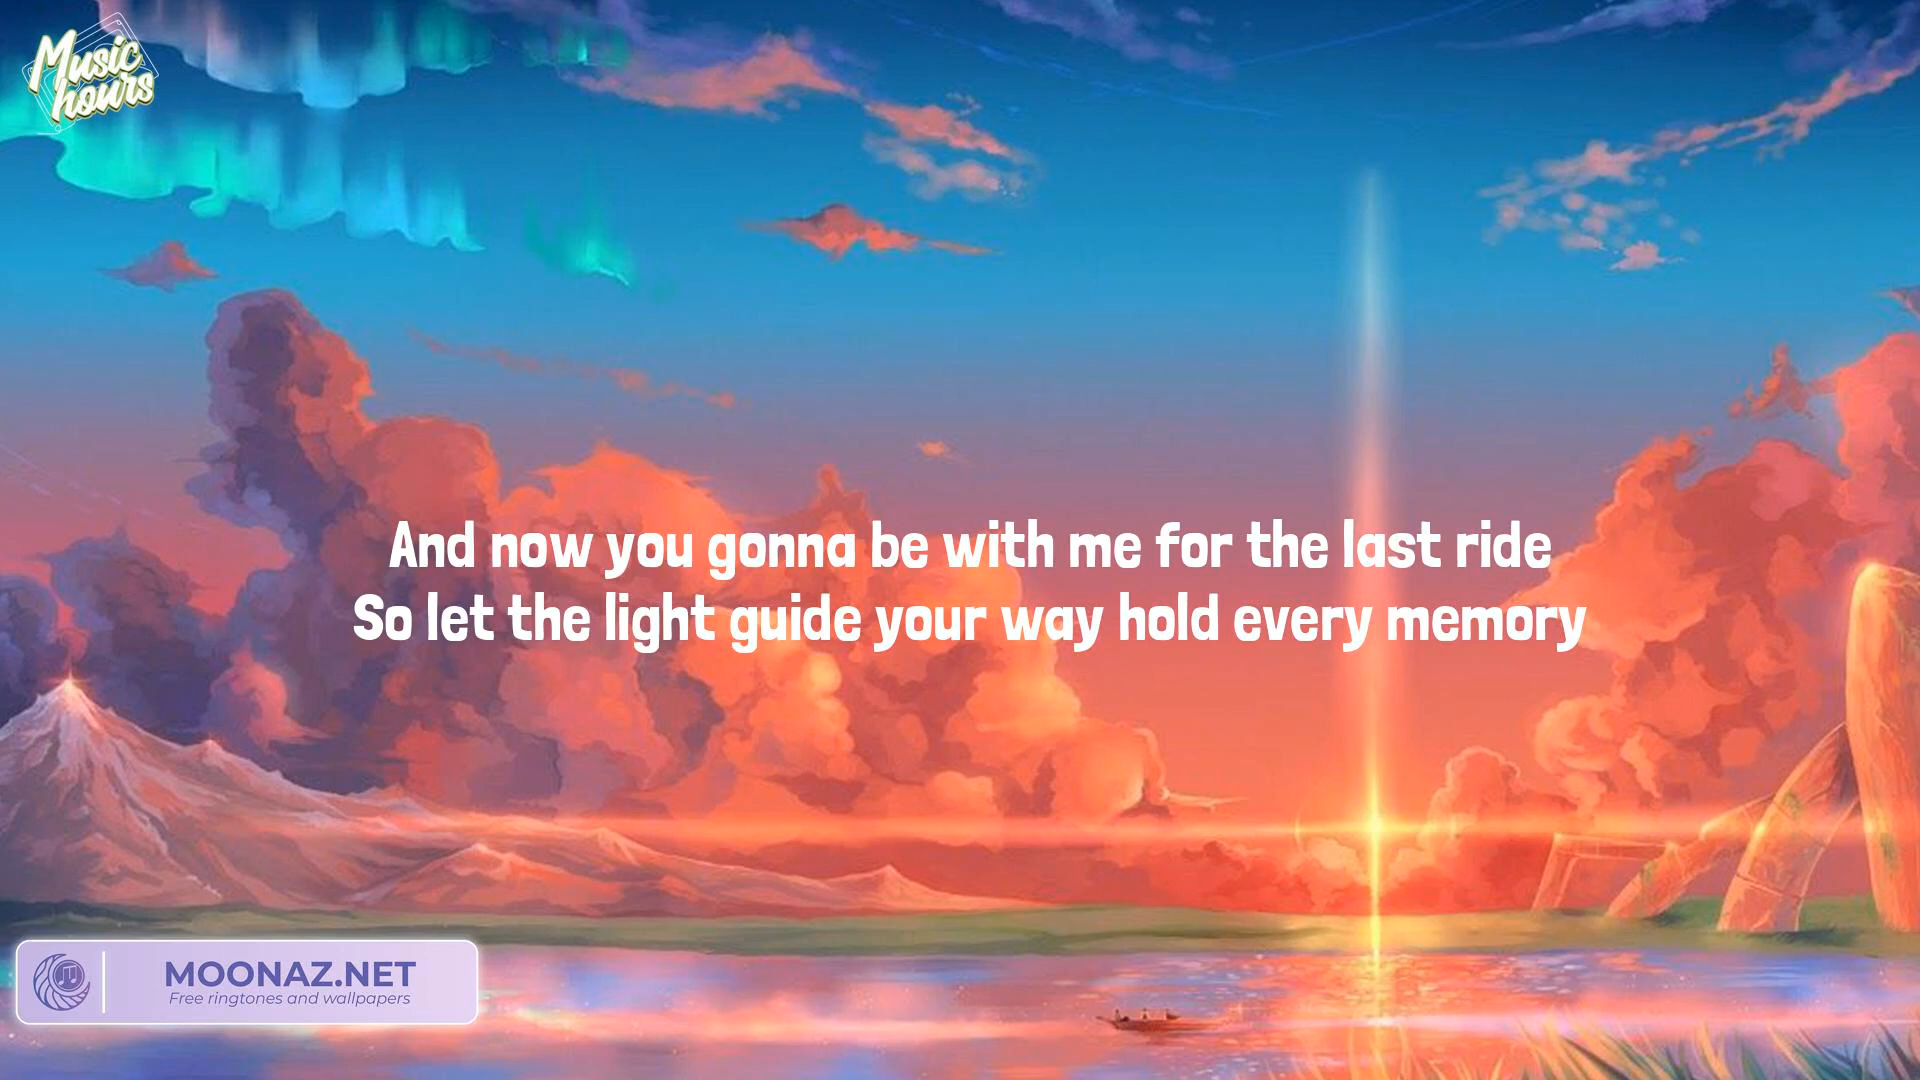 Music
hours
And now you gonna be with me for the last ride
So let the light guide your way hold every memory
MOONAZ.NET
Free ringtones and wallpapers